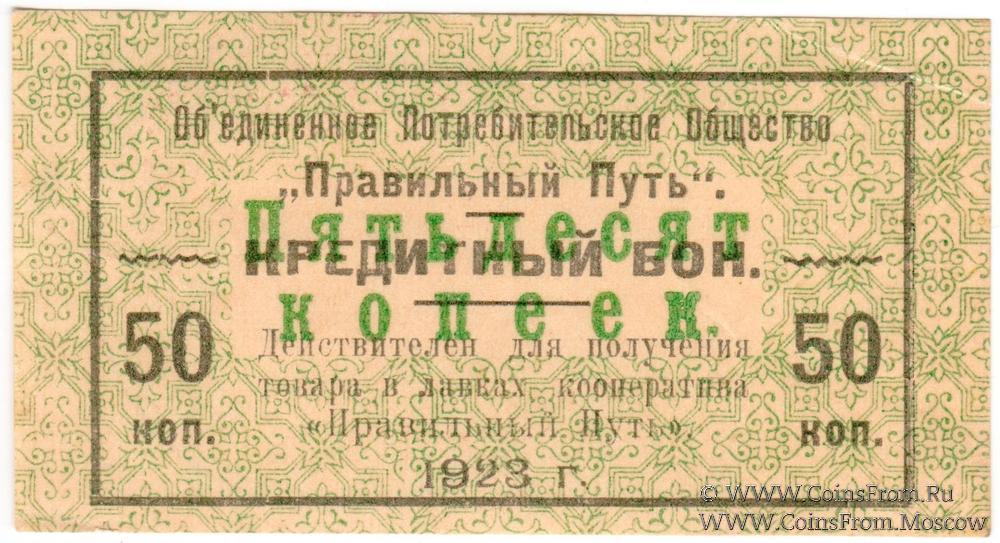 Об'единенное Потребительское Общество
„Правильный Путь“.
Пятьдесят
КРЕДИТНЫЙ БОН.
копеек.
50 коп.
50 коп.
Действителен для получения
товара в лавках кооператива
«Правильный Путь».
1923 г.
© WWW.CoinsFrom.Ru
WWW.CoinsFrom.Moscow